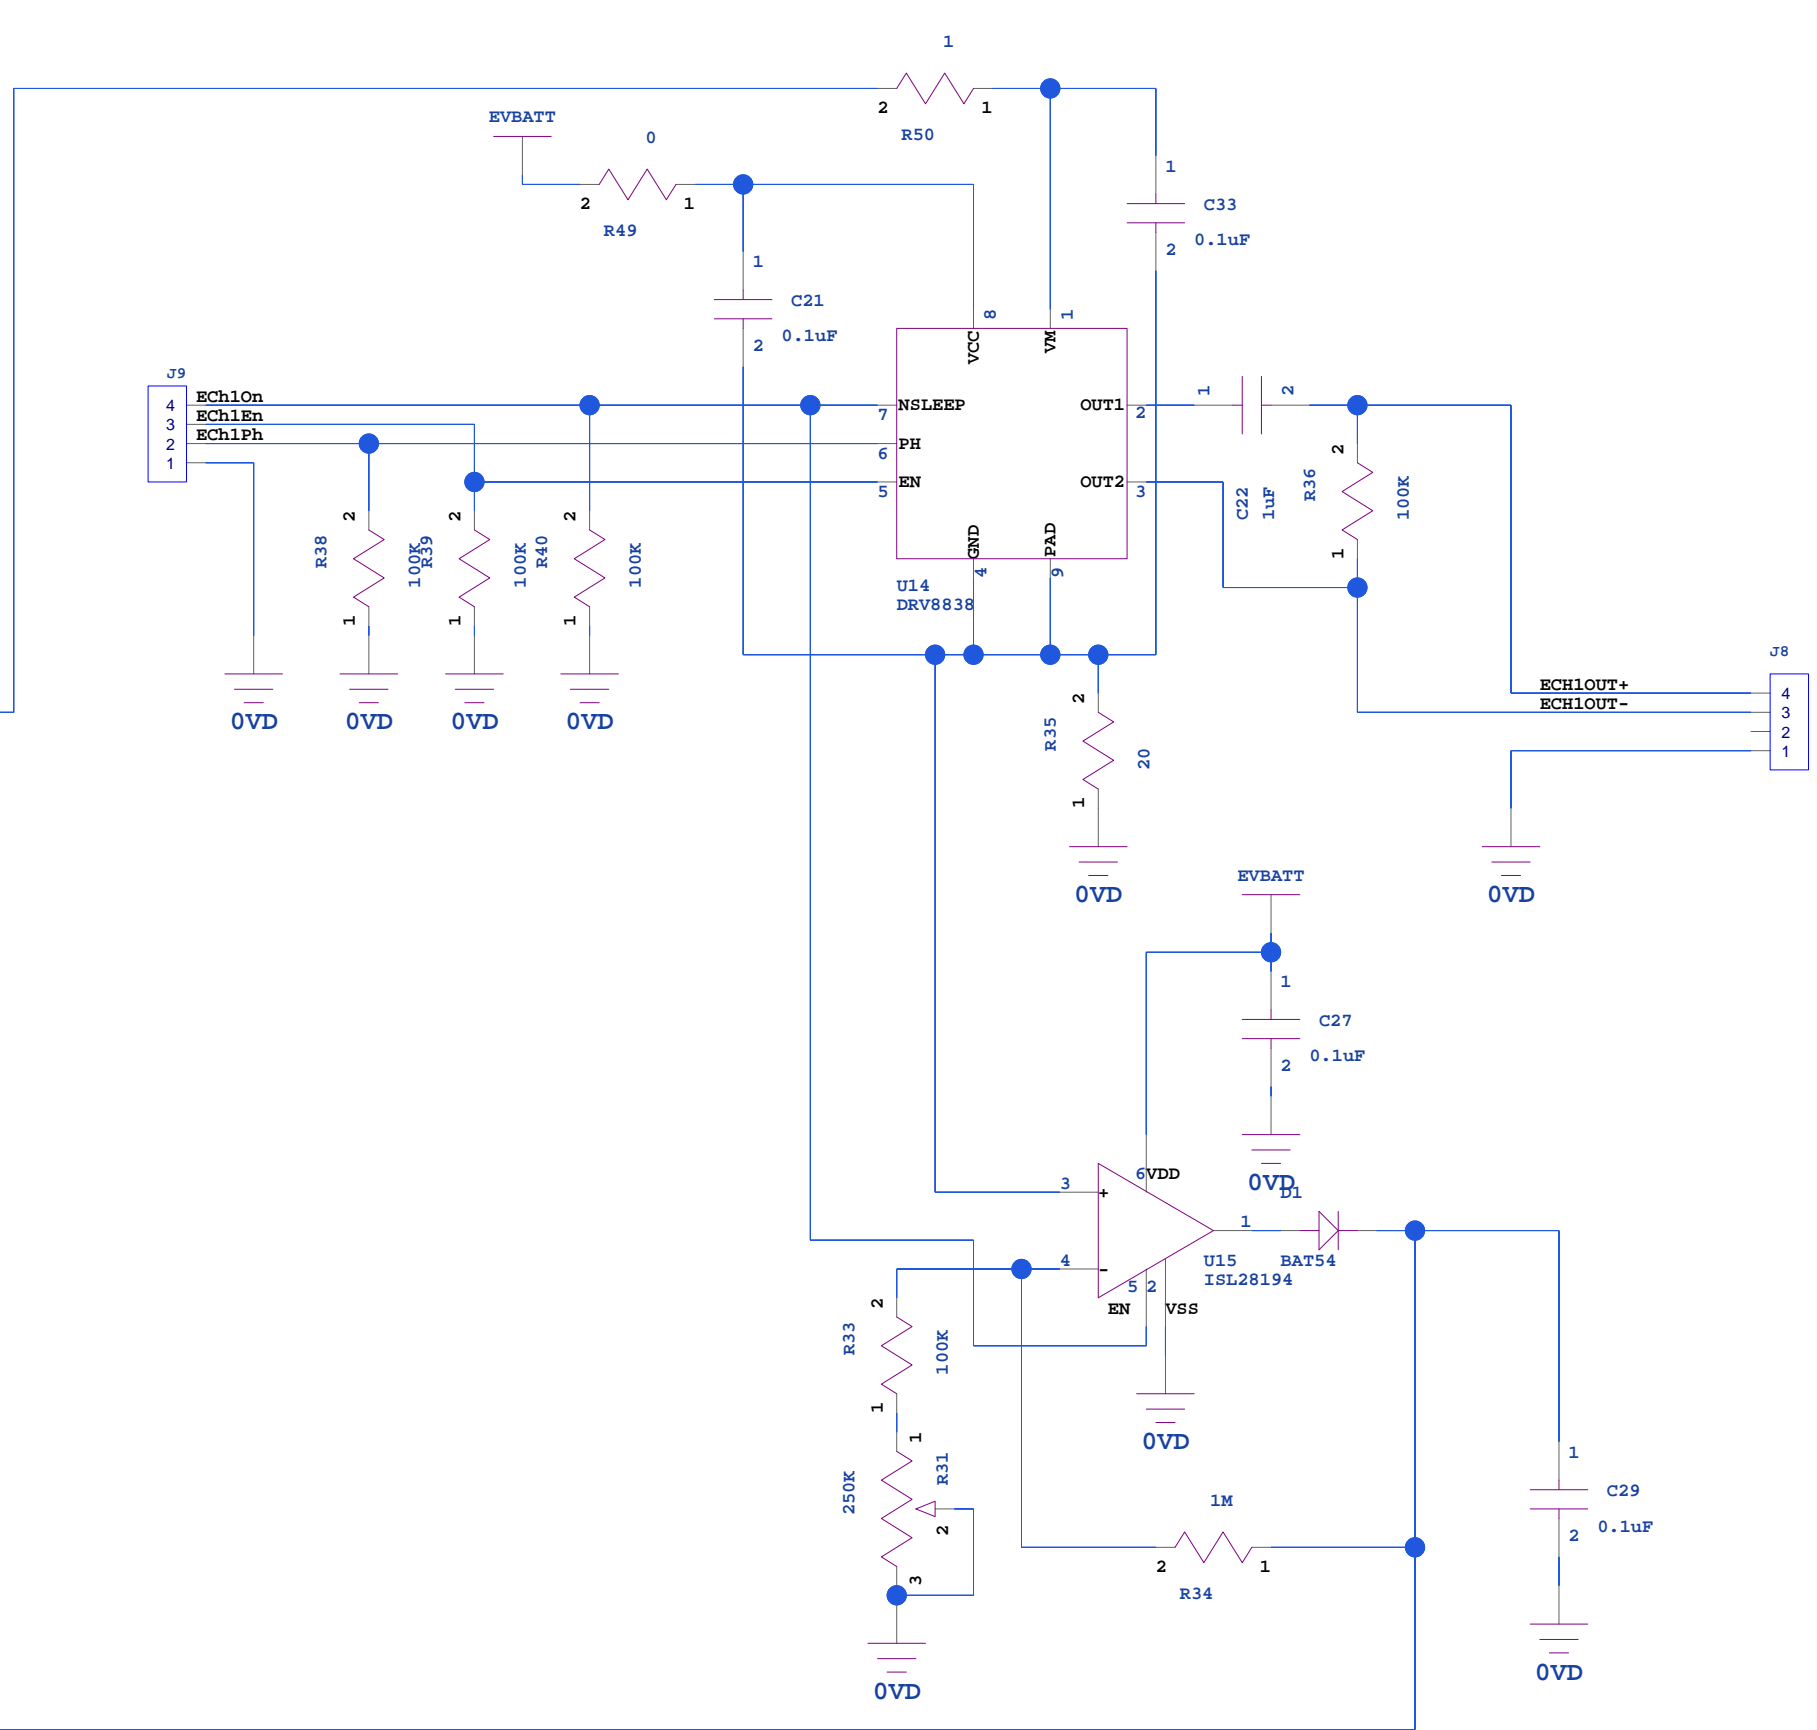 1
2
1
R50
EVBATT
0
2
1
R49
1
C33
0.1uF
2
1
C21
0.1uF
2
8
1
VCC
VM
J9
4
3
2
1
ECh1On
ECh1En
ECh1Ph
7
NSLEEP
6
PH
5
EN
OUT1
2
OUT2
3
GND
PAD
4
9
U14
DRV8838
1
2
C22
1uF
2
R36
100K
1
2
R38
100K
1
2
R39
100K
1
2
R40
100K
1
0VD
0VD
0VD
0VD
2
R35
20
1
0VD
J8
ECH1OUT+
ECH1OUT-
4
3
2
1
0VD
EVBATT
1
C27
0.1uF
2
0VD
D1
BAT54
3
+
6
VDD
1
4
-
5
2
EN
VSS
U15
ISL28194
0VD
2
R33
100K
1
1
R31
250K
2
3
0VD
1M
2
1
R34
1
C29
0.1uF
2
0VD